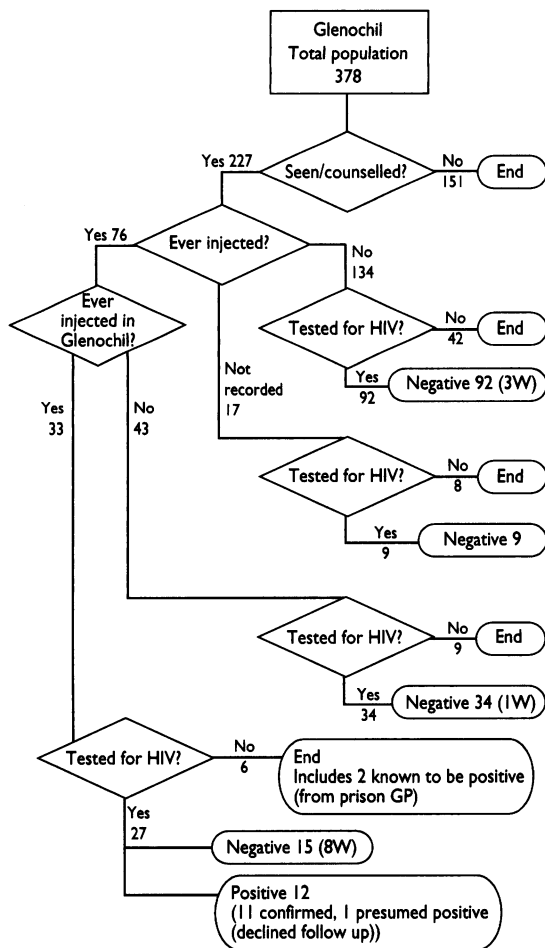 Glenochil
Total population
378
Yes 227
Seen/counselled?
No
151
End
Yes 76
Ever injected?
No
134
Ever
injected in
Glenochil?
Tested for HIV?
No
42
End
Not
recorded
17
Yes
92
Negative 92 (3W)
Yes
33
No
43
Tested for HIV?
No
8
End
Yes
9
Negative 9
Tested for HIV?
No
9
End
Yes
34
Negative 34 (1W)
Tested for HIV?
No
6
End
Includes 2 known to be positive
(from prison GP)
Yes
27
Negative 15 (8W)
Positive 12
(11 confirmed, 1 presumed positive
(declined follow up))